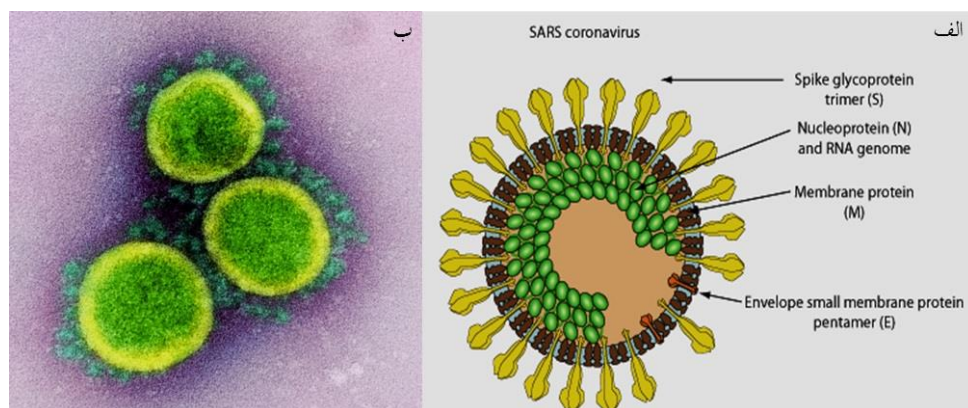 الف
ب
SARS coronavirus
Spike glycoprotein
trimer (S)
Nucleoprotein (N)
and RNA genome
Membrane protein
(M)
Envelope small membrane protein
pentamer (E)